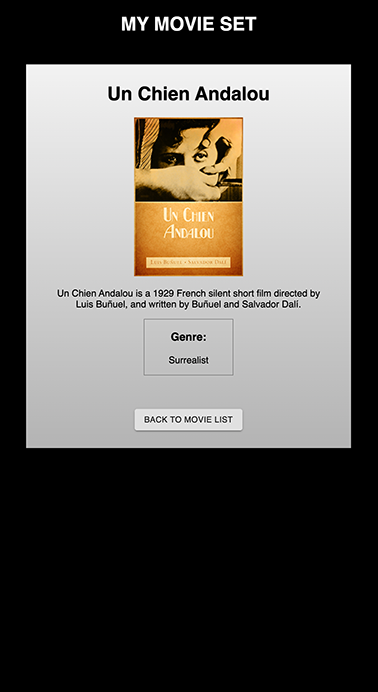 MY MOVIE SET
Un Chien Andalou
UN CHIEN
ANDALOU
LUIS BUÑUEL • SALVADOR DALÍ
Un Chien Andalou is a 1929 French silent short film directed by
Luis Buñuel, and written by Buñuel and Salvador Dalí.
Genre:
Surrealist
BACK TO MOVIE LIST